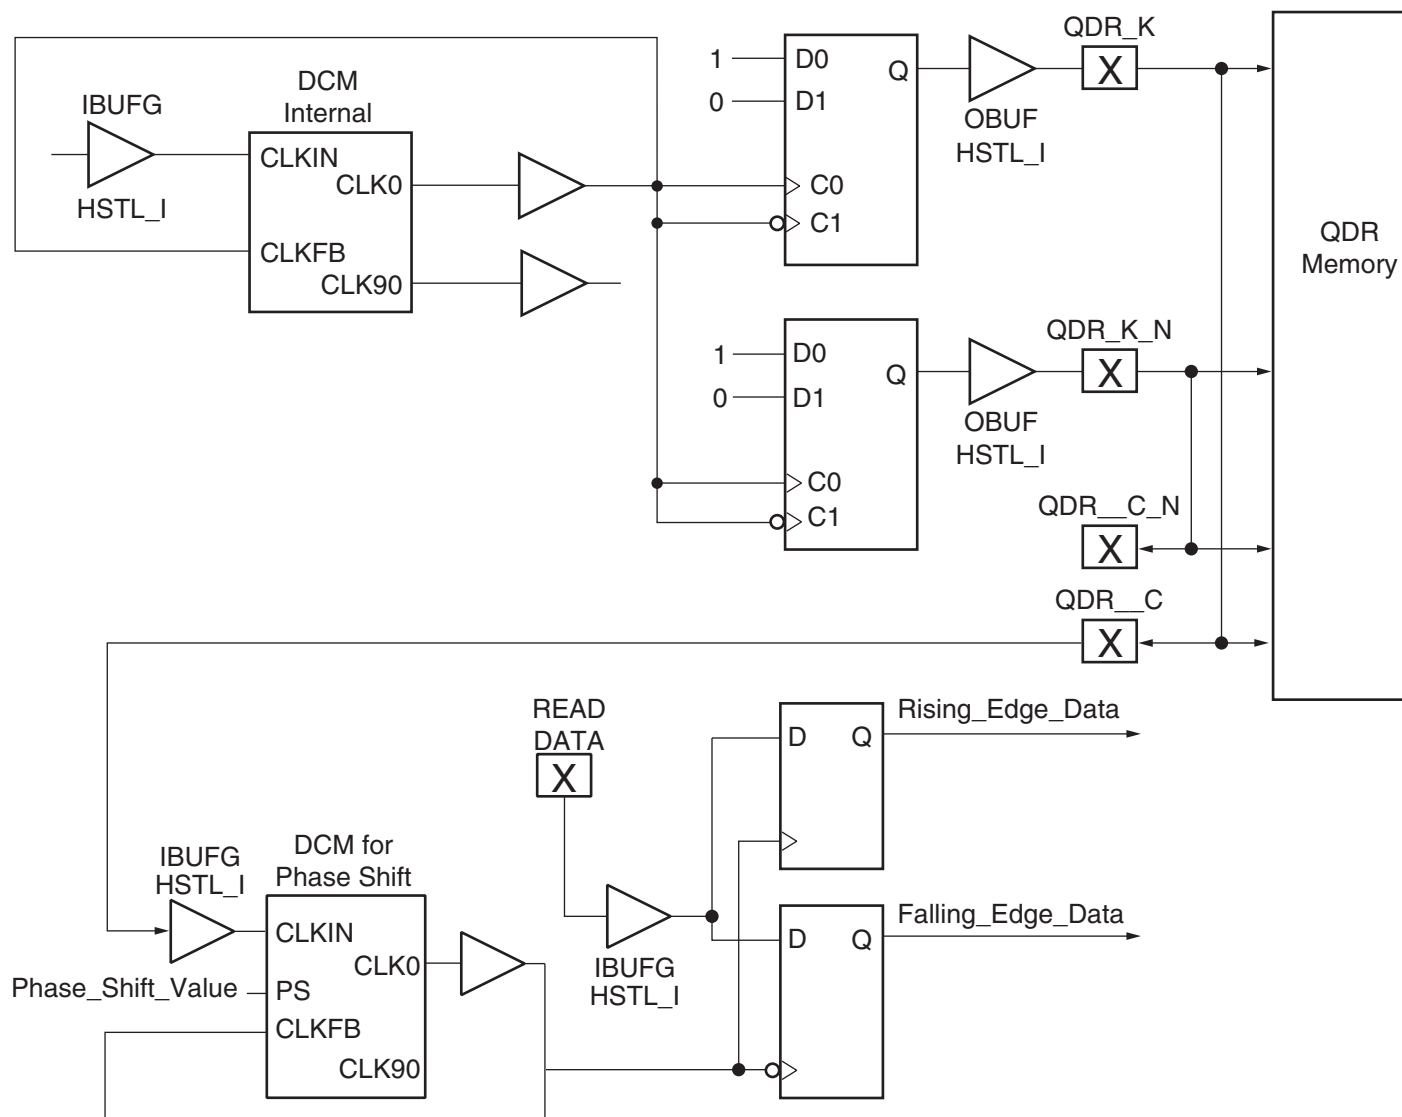 QDR_K
1
D0
Q
X
DCM
Internal
IBUFG
0
D1
OBUF
HSTL_I
CLKIN
CLK0
C0
HSTL_I
C1
CLKFB
CLK90
QDR
Memory
QDR_K_N
1
D0
Q
X
0
D1
OBUF
HSTL_I
C0
C1
QDR__C_N
X
QDR__C
X
READ
DATA
X
D
Q
Rising_Edge_Data
DCM for
Phase Shift
IBUFG
HSTL_I
CLKIN
CLK0
Phase_Shift_Value
PS
CLKFB
CLK90
IBUFG
HSTL_I
D
Q
Falling_Edge_Data